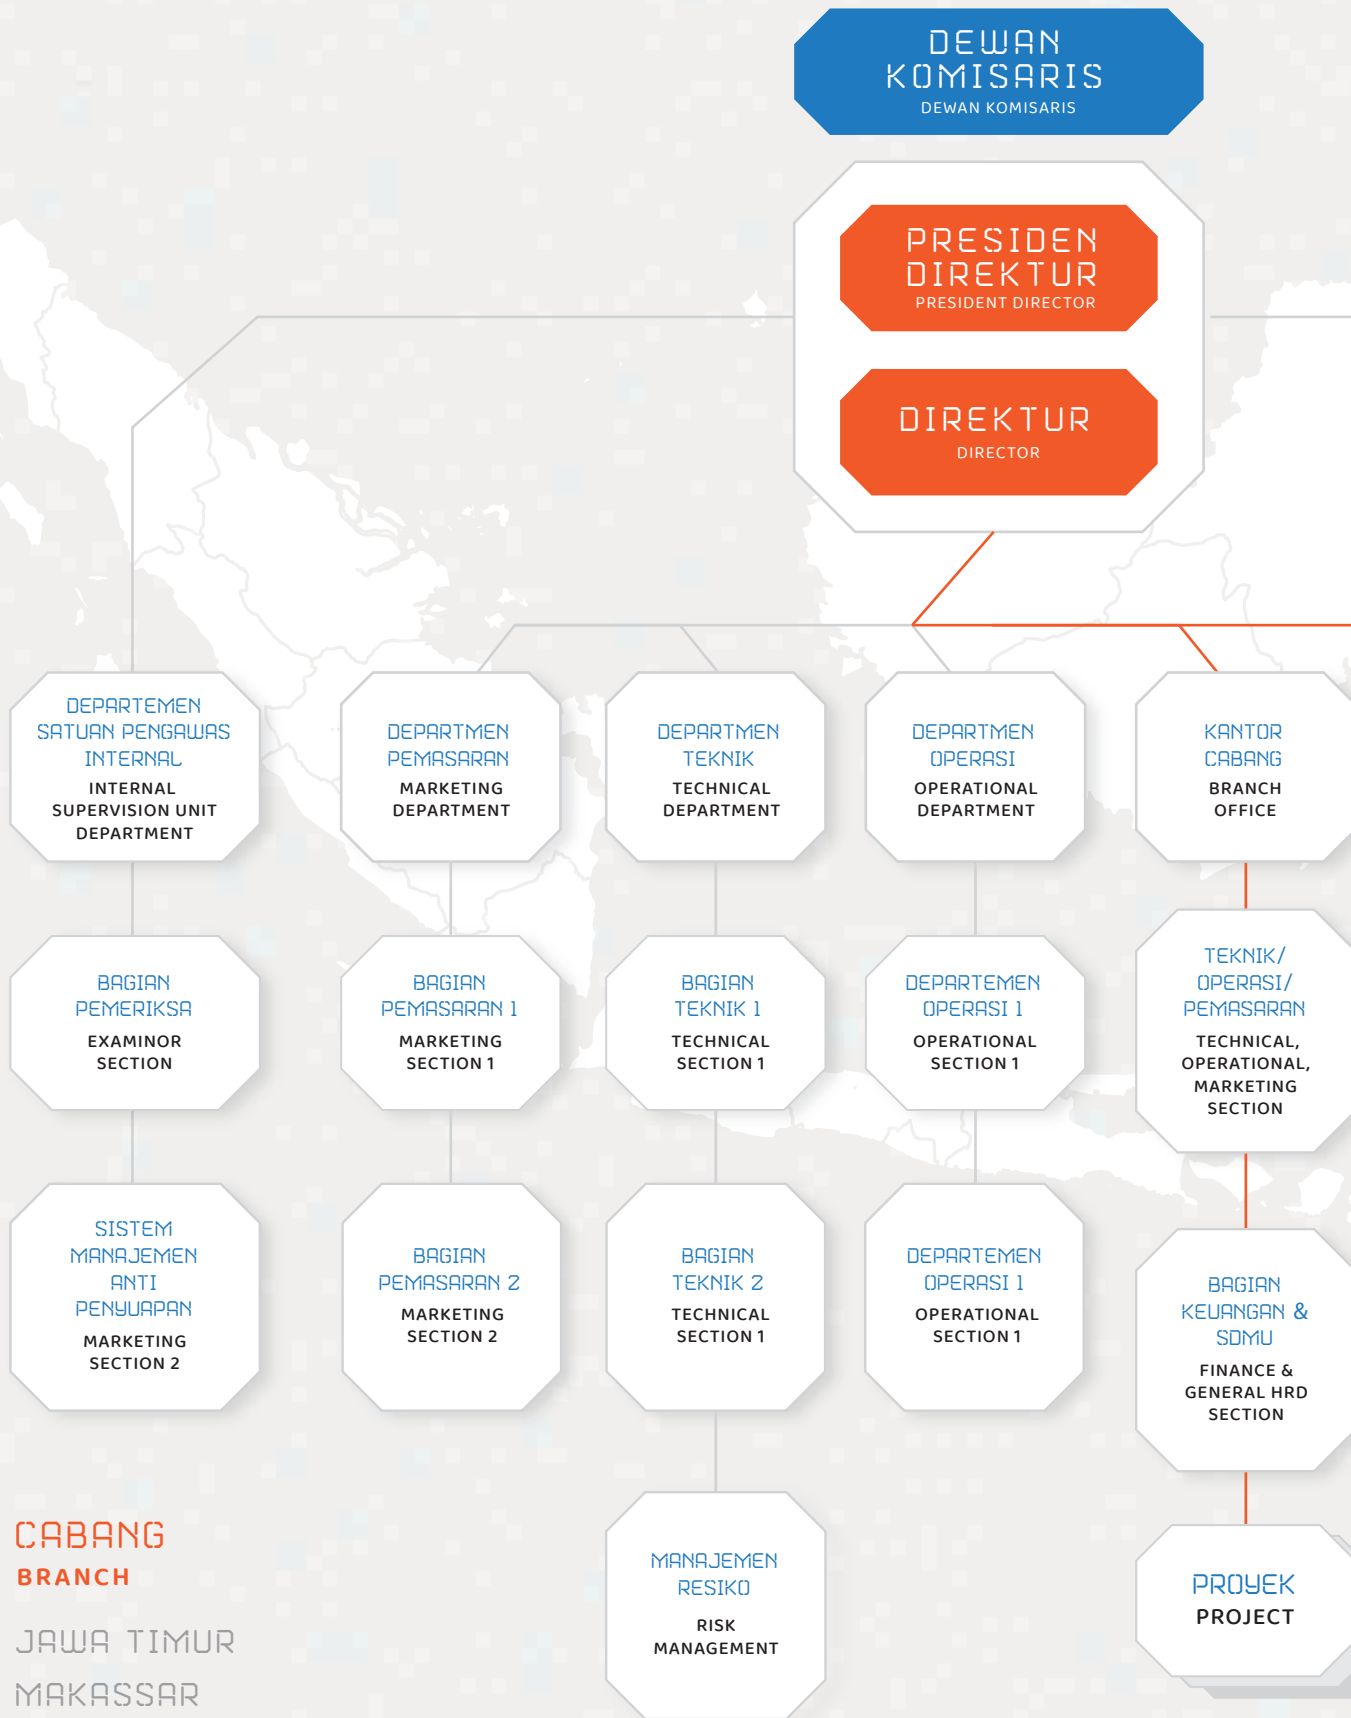 DEWAN
KOMISARIS
DEWAN KOMISARIS
PRESIDEN
DIREKTUR
PRESIDENT DIRECTOR
DIREKTUR
DIRECTOR
DEPARTEMEN
SATUAN PENGAWAS
INTERNAL
INTERNAL
SUPERVISION UNIT
DEPARTMENT
DEPARTMEN
PEMASARAN
MARKETING
DEPARTMENT
DEPARTMEN
TEKNIK
TECHNICAL
DEPARTMENT
DEPARTMEN
OPERASI
OPERATIONAL
DEPARTMENT
KANTOR
CABANG
BRANCH
OFFICE
BAGIAN
PEMERIKSA
EXAMINOR
SECTION
BAGIAN
PEMASARAN 1
MARKETING
SECTION 1
BAGIAN
TEKNIK 1
TECHNICAL
SECTION 1
DEPARTEMEN
OPERASI 1
OPERATIONAL
SECTION 1
TEKNIK/
OPERASI/
PEMASARAN
TECHNICAL,
OPERATIONAL,
MARKETING
SECTION
SISTEM
MANAJEMEN
ANTI
PENYUAPAN
MARKETING
SECTION 2
BAGIAN
PEMASARAN 2
MARKETING
SECTION 2
BAGIAN
TEKNIK 2
TECHNICAL
SECTION 1
DEPARTEMEN
OPERASI 1
OPERATIONAL
SECTION 1
BAGIAN
KEUANGAN &
SDMU
FINANCE &
GENERAL HRD
SECTION
MANAJEMEN
RESIKO
RISK
MANAGEMENT
PROYEK
PROJECT
CABANG
BRANCH
JAWA TIMUR
MAKASSAR